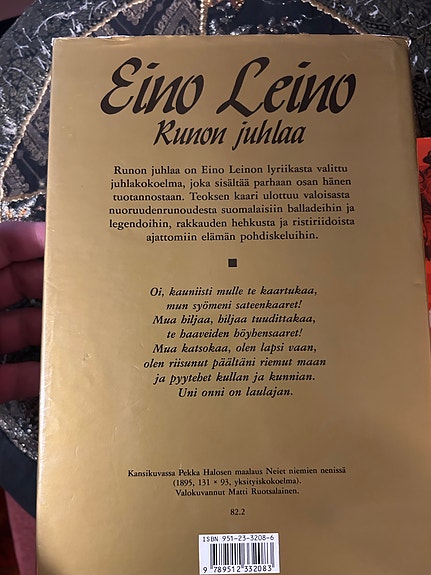 Eino Leino
Runon juhlaa
Runon juhlaa on Eino Leinon lyriikasta valittu
juhlakokoelma, joka sisältää parhaan osan hänen
tuotannostaan. Teoksen kaari ulottuu valoisasta
nuoruudenrunoudesta suomalaisiin balladeihin ja
legendoihin, rakkauden hehkusta ja ristiriidoista
ajattomiin elämän pohdiskeluihin.
Oi, kauniisti mulle te kaartukaa,
mun syömeni sateenkaaret!
Mua hiljaa, hiljaa tuudittakaa,
te haaveiden höyhensaaret!
Mua katsokaa, olen lapsi vaan,
olen riisunut päältäni riemut maan
ja pyytehet kullan ja kunnian.
Uni onni on laulajan.
Kansikuvassa Pekka Halosen maalaus Neiet niemien nenissä
(1895, 131 × 93, yksityiskokoelma).
Valokuvannut Matti Ruotsalainen.
82.2
ISBN 951-23-3208-6
9 789512 332083